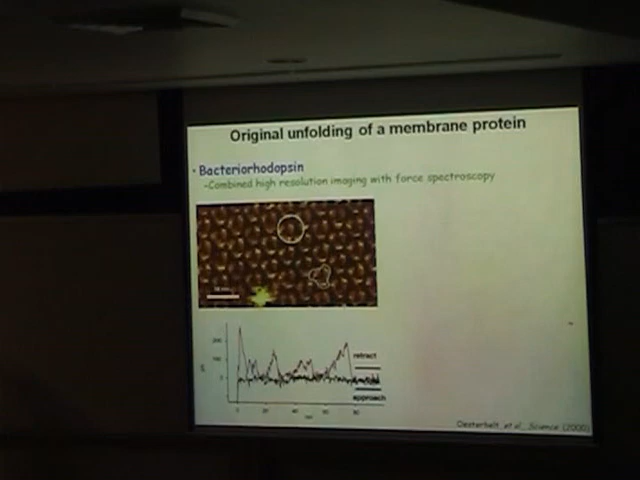 Original unfolding of a membrane protein
• Bacteriorhodopsin
–Combined high resolution imaging with force spectroscopy
retract
approach
Oesterhelt, et al., Science (2000)